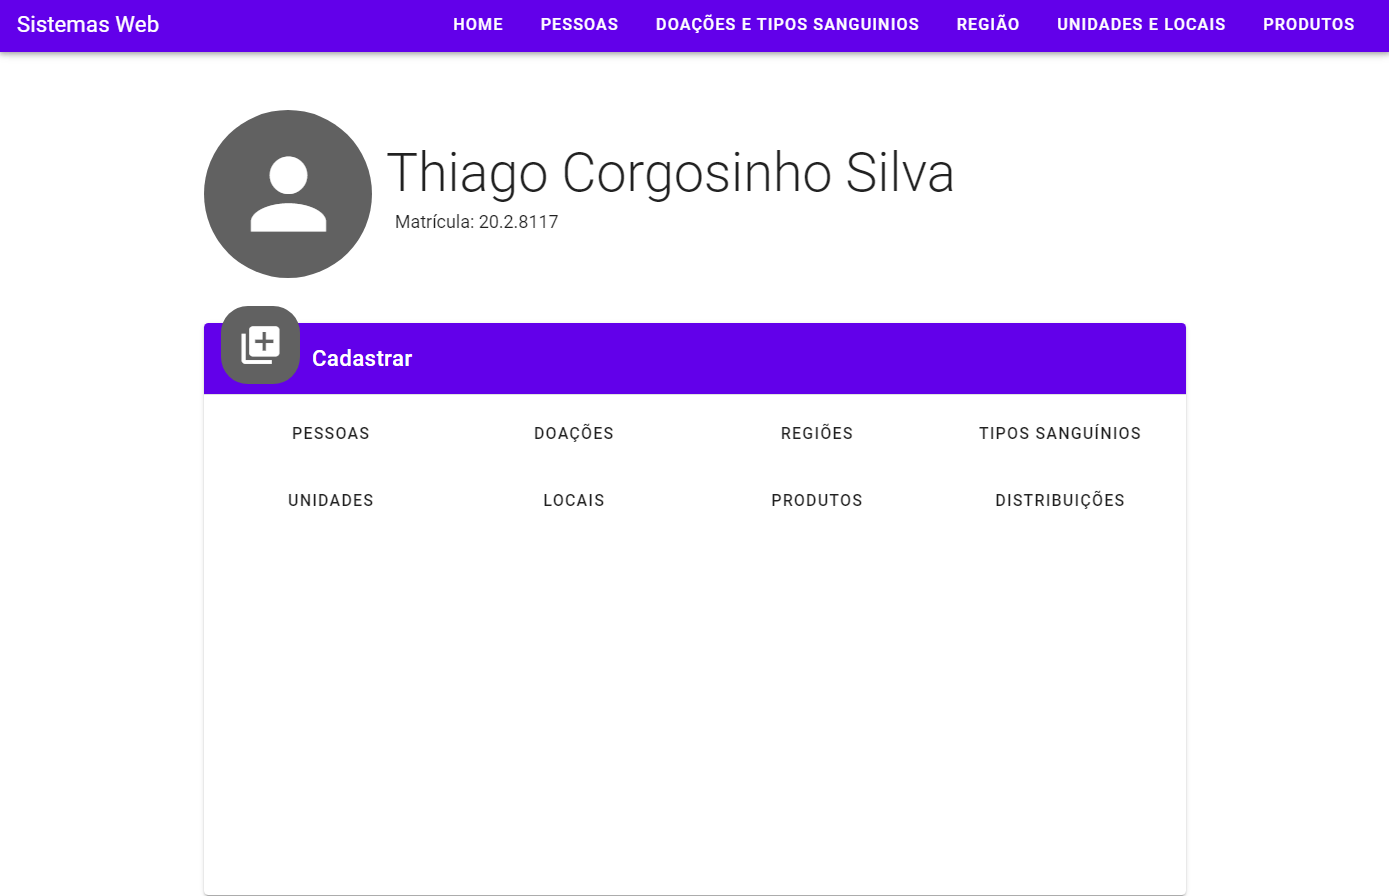 Sistemas Web HOME PESSOAS DOAÇÕES E TIPOS SANGUINIOS REGIÃO UNIDADES E LOCAIS PRODUTOS
Thiago Corgosinho Silva
Matrícula: 20.2.8117
Cadastrar
PESSOAS DOAÇÕES REGIÕES TIPOS SANGUÍNIOS
UNIDADES LOCAIS PRODUTOS DISTRIBUIÇÕES